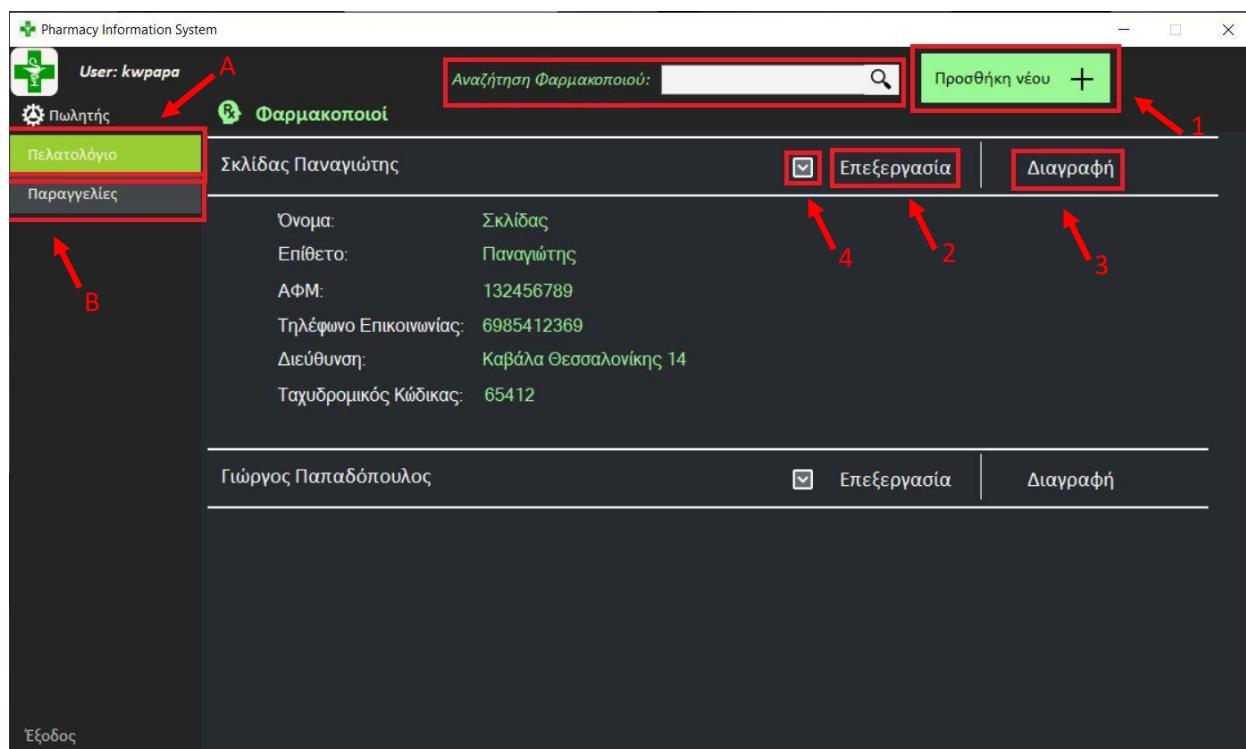 Pharmacy Information System
User: kwpapa
A
Αναζήτηση Φαρμακοποιού:
Προσθήκη νέου
1
Πωλητής
Φαρμακοποιοί
Πελατολόγιο
Σκλίδας Παναγιώτης
Επεξεργασία
Διαγραφή
Παραγγελίες
Όνομα: Σκλίδας
Επίθετο: Παναγιώτης
4
2
3
ΑΦΜ: 132456789
B
Τηλέφωνο Επικοινωνίας: 6985412369
Διεύθυνση: Καβάλα Θεσσαλονίκης 14
Ταχυδρομικός Κώδικας: 65412
Γιώργος Παπαδόπουλος
Επεξεργασία
Διαγραφή
Έξοδος